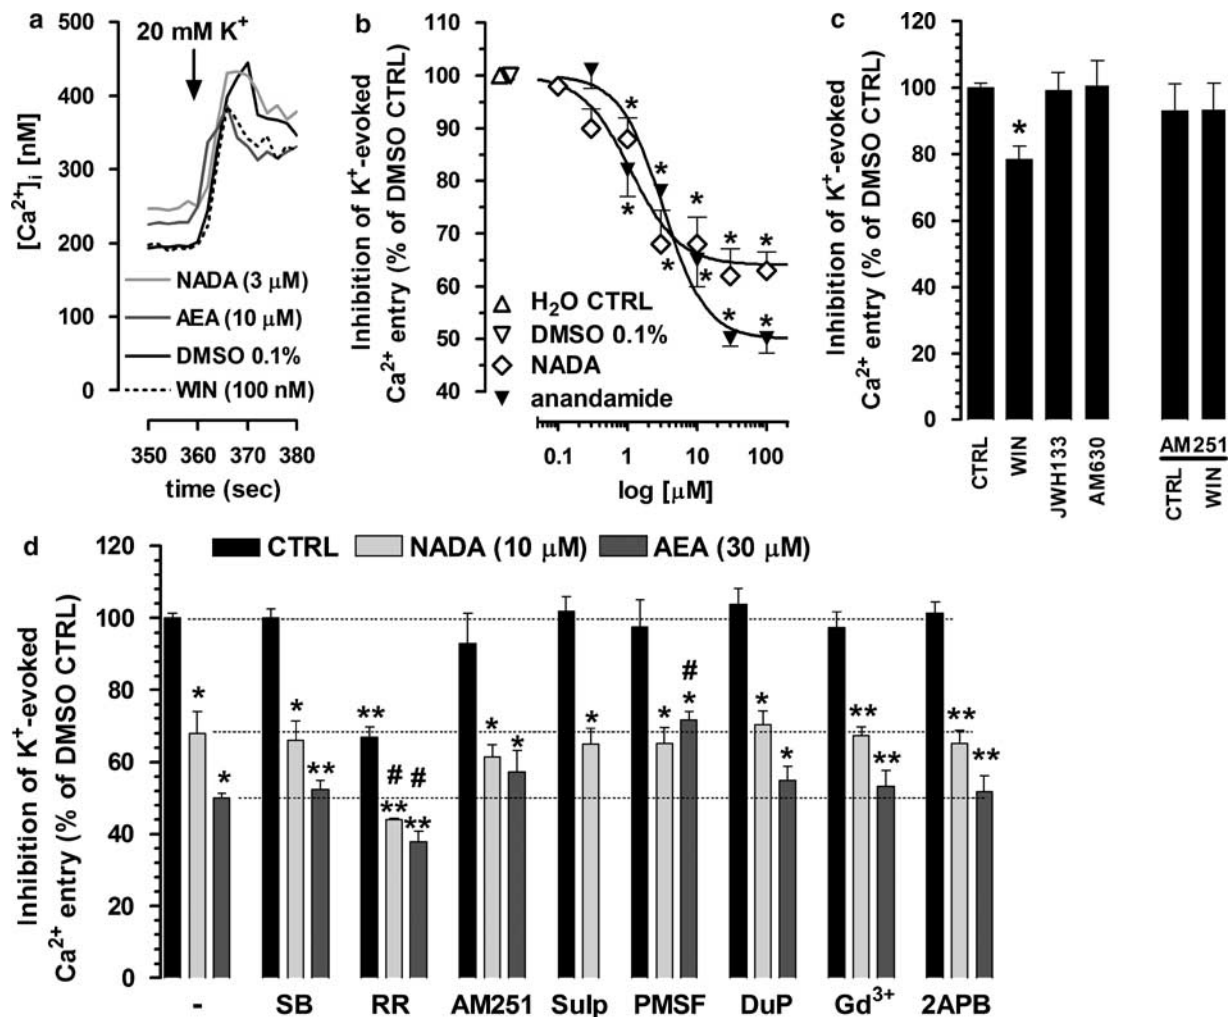 a
500
400
300
200
100
0
[Ca²⁺]ᵢ [nM]
20 mM K⁺
NADA (3 μM)
AEA (10 μM)
DMSO 0.1%
WIN (100 nM)
350 360 370 380
time (sec)
b
Inhibition of K⁺-evoked
Ca²⁺ entry (% of DMSO CTRL)
110
100
90
80
70
60
50
40
* * * * * * * * * *
H₂O CTRL
DMSO 0.1%
NADA
anandamide
0.1 1 10 100
log [μM]
c
Inhibition of K⁺-evoked
Ca²⁺ entry (% of DMSO CTRL)
120
100
80
60
40
20
0
*
CTRL
WIN
JWH133
AM630
AM251
CTRL
WIN
d
Inhibition of K⁺-evoked
Ca²⁺ entry (% of DMSO CTRL)
120
100
80
60
40
20
0
CTRL NADA (10 μM) AEA (30 μM)
* * * ** ** # ** # ** * * * * # * * * ** ** ** **
- SB RR AM251 Sulp PMSF DuP Gd³⁺ 2APB